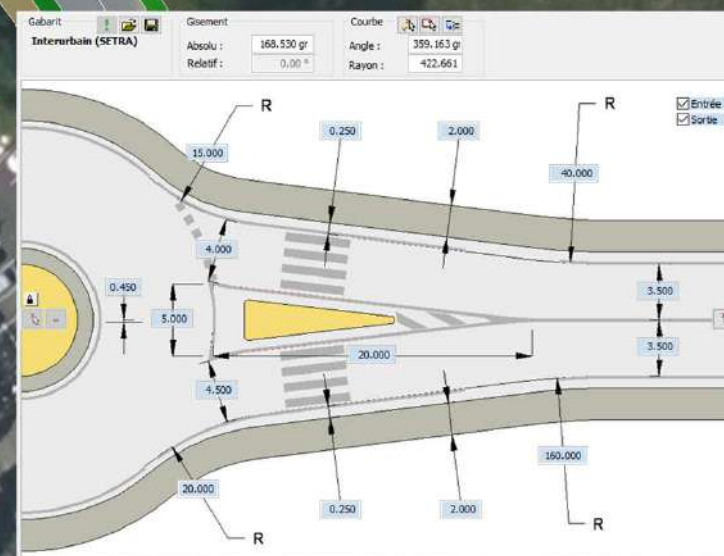 Gabarit
Interurbain (SETRA)
Gisement
Absolu : 168.530 gr
Relatif : 0.00 °
Courbe
Angle : 359.163 gr
Rayon : 422.661
Entrée
Sortie
R
R
15.000
0.250
2.000
40.000
4.000
0.450
5.000
3.500
3.500
20.000
4.500
20.000
0.250
2.000
160.000
R
R